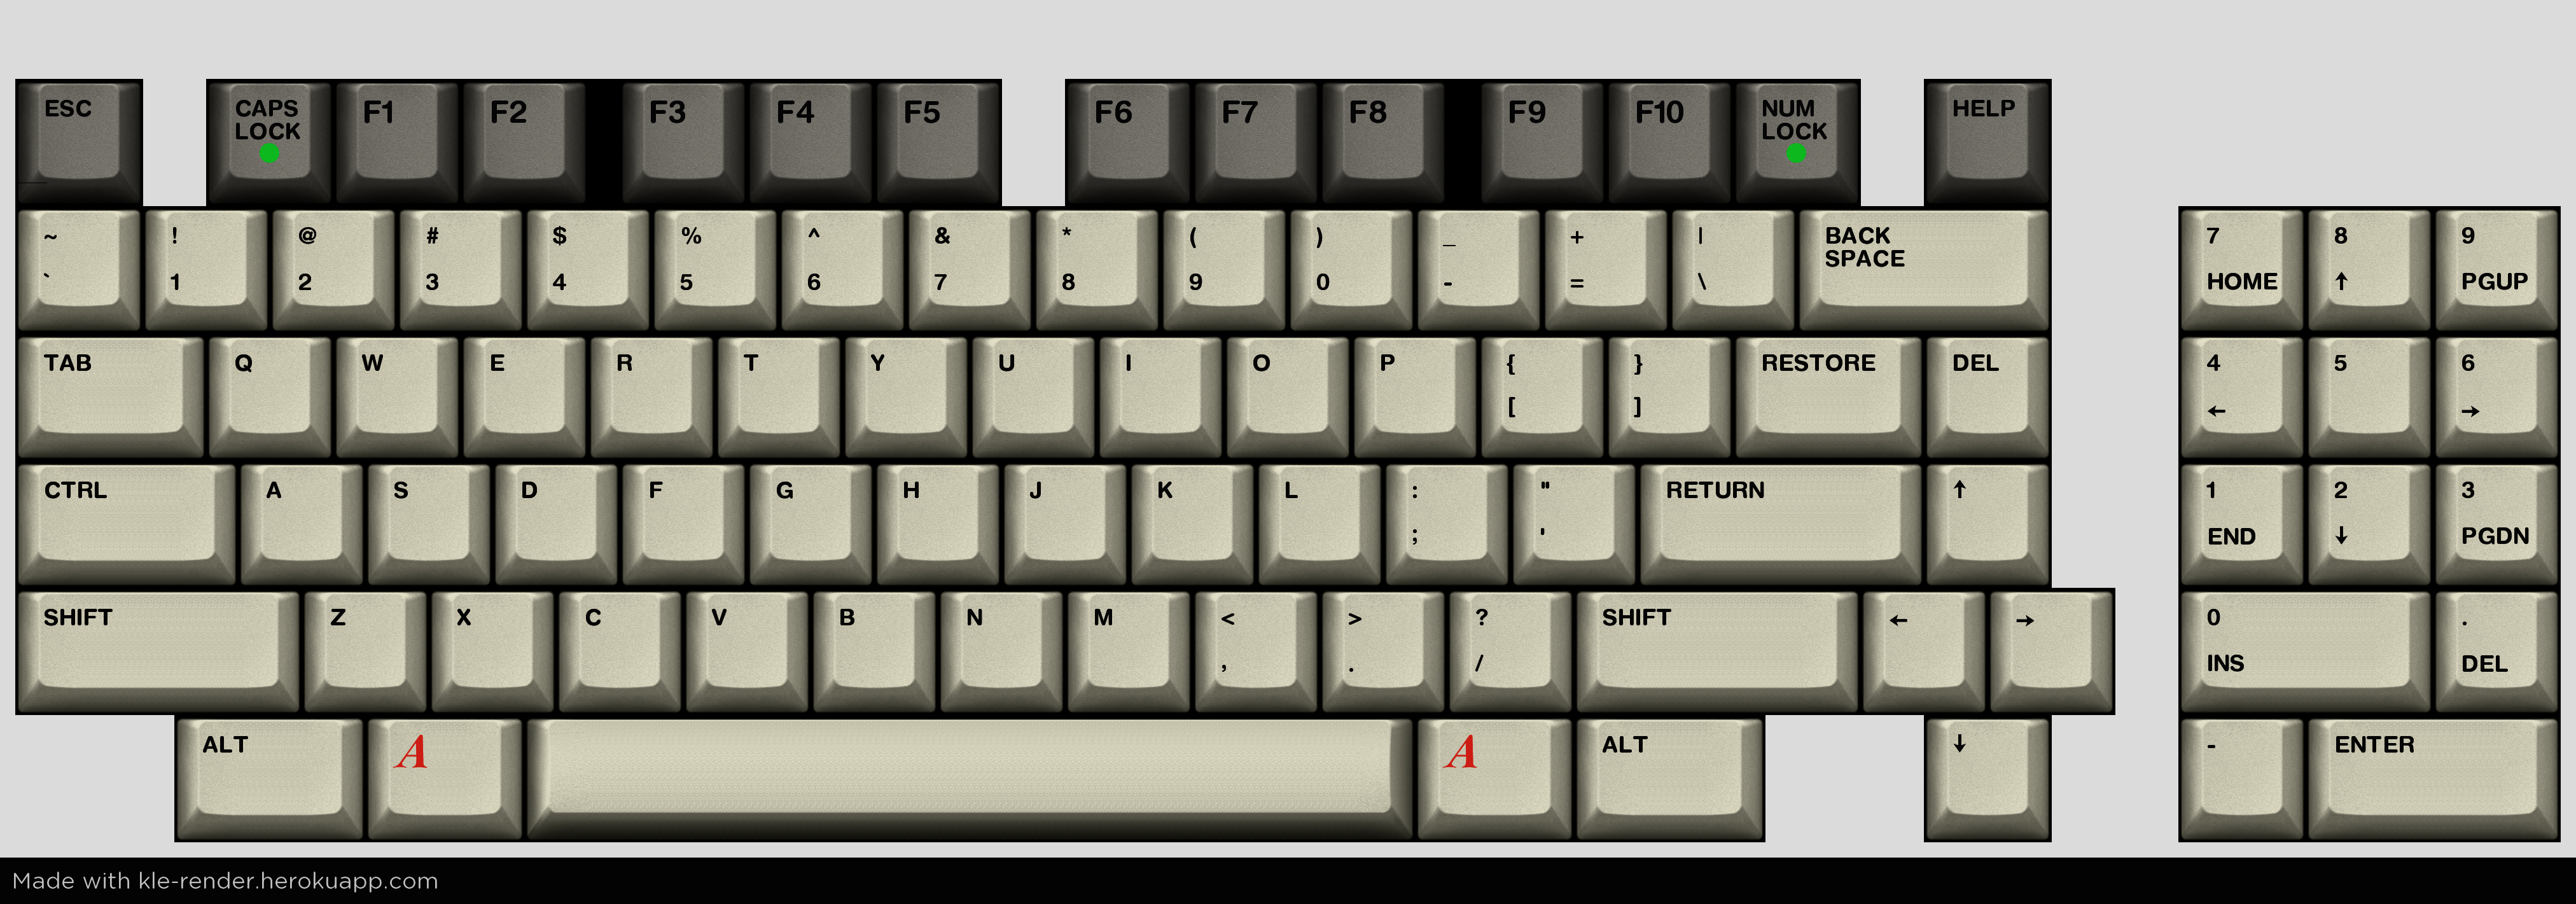 ESC
CAPS
LOCK
F1
F2
F3
F4
F5
F6
F7
F8
F9
F10
NUM
LOCK
HELP
~
`
!
1
@
2
#
3
$
4
%
5
^
6
&
7
*
8
(
9
)
0
_
-
+
=
|
\
BACK
SPACE
7
HOME
8
↑
9
PGUP
TAB
Q
W
E
R
T
Y
U
I
O
P
{
[
}
]
RESTORE
DEL
4
←
5
6
→
CTRL
A
S
D
F
G
H
J
K
L
:
;
"
'
RETURN
↑
1
END
2
↓
3
PGDN
SHIFT
Z
X
C
V
B
N
M
<
,
>
.
?
/
SHIFT
←
→
0
INS
.
DEL
ALT
A
A
ALT
↓
-
ENTER
Made with kle-render.herokuapp.com